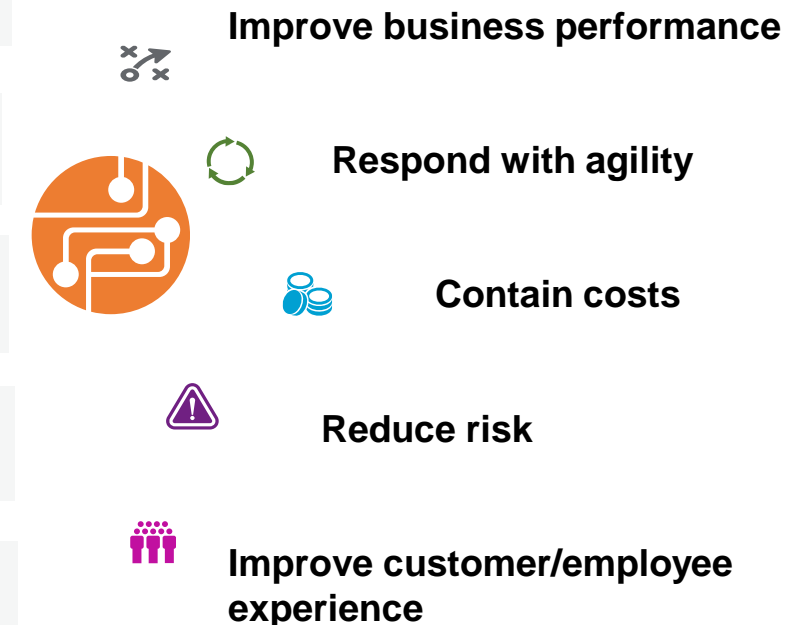 Improve business performance
Respond with agility
Contain costs
Reduce risk
Improve customer/employee
experience